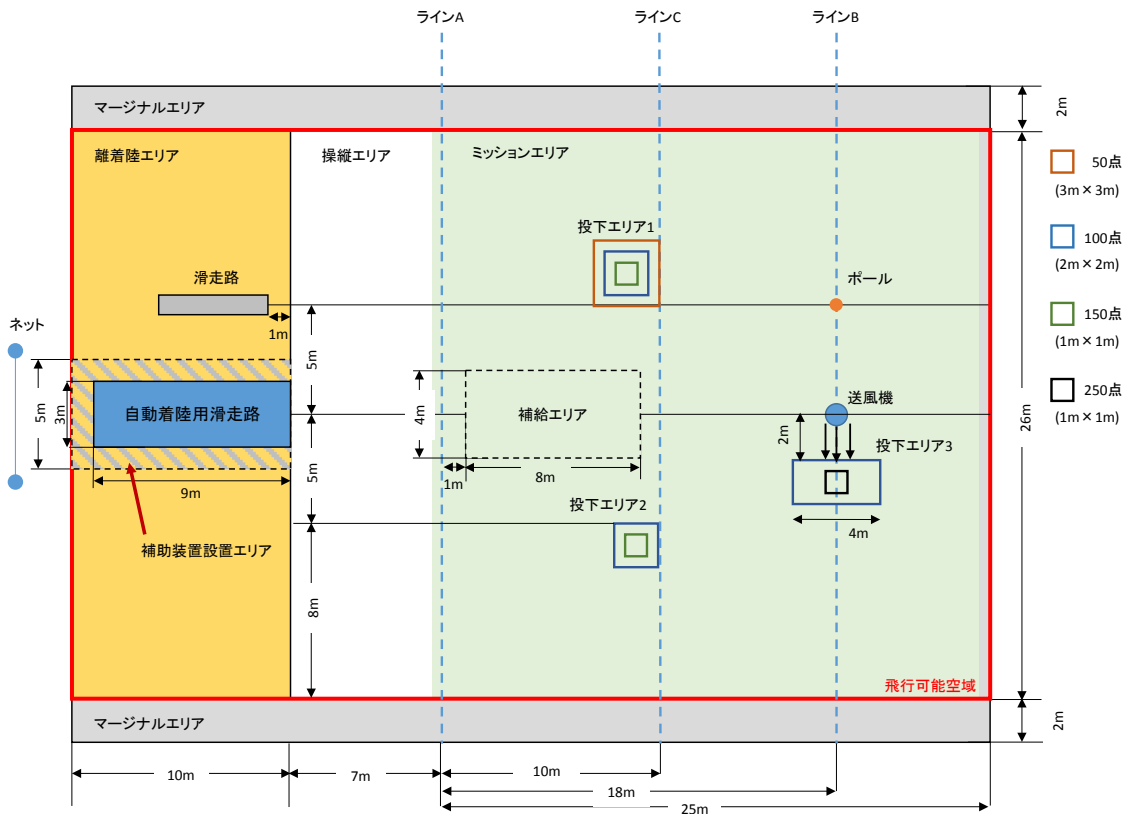 ラインA
ラインC
ラインB
マージナルエリア
2m
離着陸エリア
操縦エリア
ミッションエリア
50点
(3m×3m)
投下エリア1
100点
(2m×2m)
滑走路
ポール
ネット
1m
5m
150点
(1m×1m)
5m
3m
自動着陸用滑走路
4m
補給エリア
送風機
250点
(1m×1m)
26m
2m
投下エリア3
9m
5m
1m
8m
投下エリア2
4m
補助装置設置エリア
8m
飛行可能空域
マージナルエリア
2m
10m
7m
10m
18m
25m